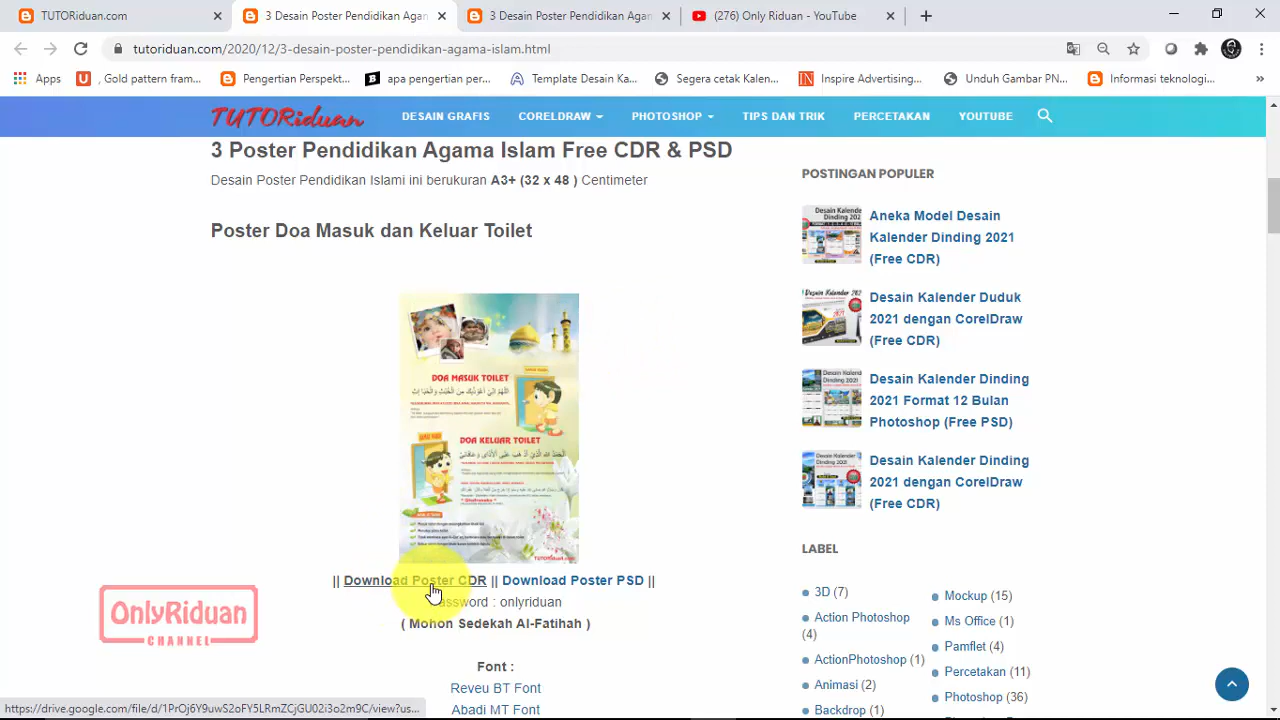 TUTORiduan.com
3 Desain Poster Pendidikan Agam
3 Desain Poster Pendidikan Agam
(276) Only Riduan - YouTube
tutoriduan.com/2020/12/3-desain-poster-pendidikan-agama-islam.html
Apps
, Gold pattern fram...
Pengertian Perspekt...
apa pengertian per...
Template Desain Ka...
Segera cetak Kalen...
Inspire Advertising...
Unduh Gambar PN...
Informasi teknologi...
»
TUTORiduan
DESAIN GRAFIS
CORELDRAW
PHOTOSHOP
TIPS DAN TRIK
PERCETAKAN
YOUTUBE
3 Poster Pendidikan Agama Islam Free CDR & PSD
Desain Poster Pendidikan Islami ini berukuran A3+ (32 x 48 ) Centimeter
Poster Doa Masuk dan Keluar Toilet
DOA MASUK TOILET
DOA KELUAR TOILET
TUTORiduan.com
|| Download Poster CDR || Download Poster PSD ||
assword : onlyriduan
( Mohon Sedekah Al-Fatihah )
Font :
Reveu BT Font
Abadi MT Font
OnlyRiduan
CHANNEL
POSTINGAN POPULER
Aneka Model Desain
Kalender Dinding 2021
(Free CDR)
Desain Kalender Duduk
2021 dengan CorelDraw
(Free CDR)
Desain Kalender Dinding
2021 Format 12 Bulan
Photoshop (Free PSD)
Desain Kalender Dinding
2021 dengan CorelDraw
(Free CDR)
LABEL
3D (7)
Action Photoshop
(4)
ActionPhotoshop (1)
Animasi (2)
Backdrop (1)
Mockup (15)
Ms Office (1)
Pamflet (4)
Percetakan (11)
Photoshop (36)
https://drive.google.com/file/d/1PrOj6Y9uwS2oFY5LRmZCjGU02i3o2m9C/view?us...